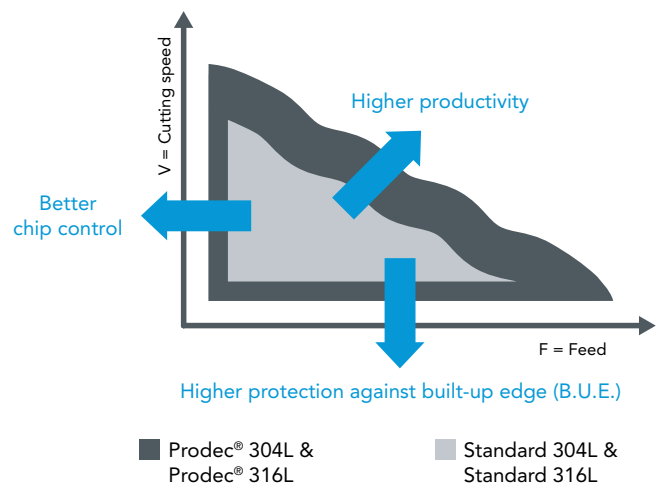 V = Cutting speed
Higher productivity
Better
chip control
F = Feed
Higher protection against built-up edge (B.U.E.)
Prodec® 304L &
Prodec® 316L
Standard 304L &
Standard 316L